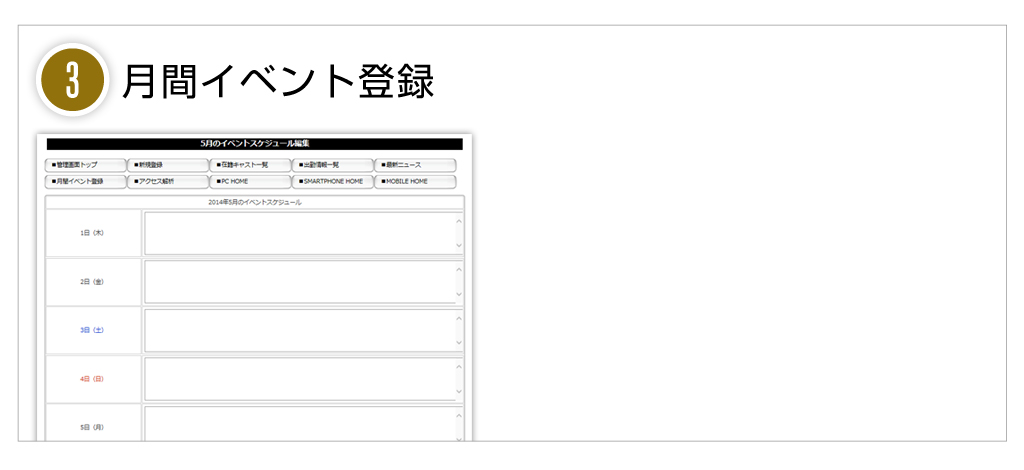 3 月間イベント登録
5月のイベントスケジュール編集
■管理画面トップ ■新規登録 ■在籍キャスト一覧 ■出勤情報一覧 ■最新ニュース
■月間イベント登録 ■アクセス解析 ■PC HOME ■SMARTPHONE HOME ■MOBILE HOME
2014年5月のイベントスケジュール
1日（木）
2日（金）
3日（土）
4日（日）
5日（月）